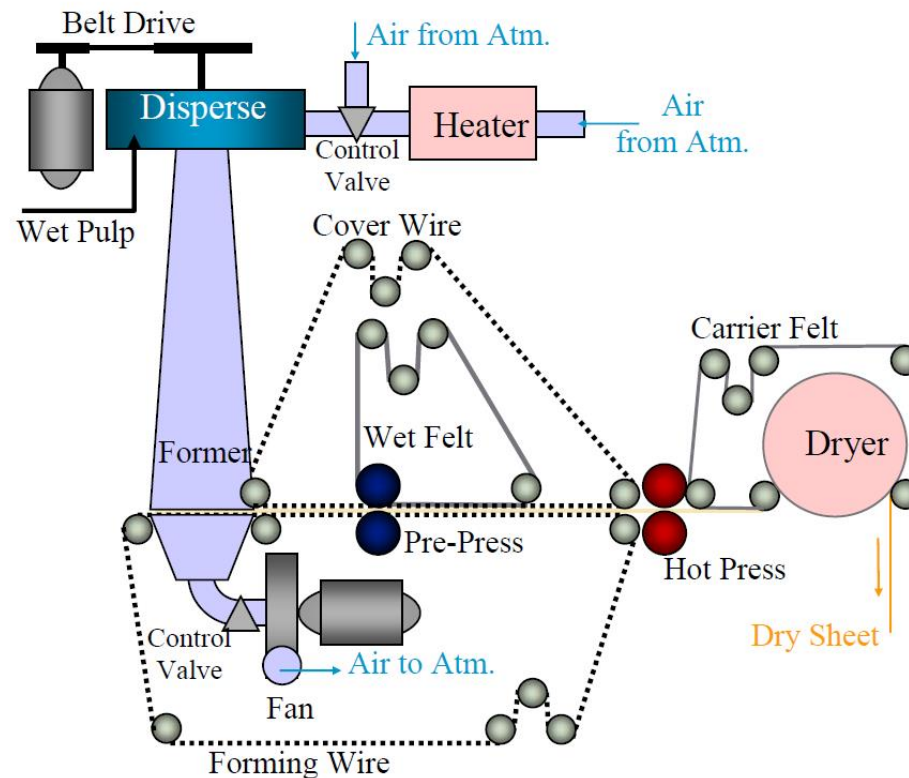 Belt Drive
Air from Atm.
Disperse
Heater
Air
from Atm.
Control
Valve
Wet Pulp
Cover Wire
Carrier Felt
Former
Wet Felt
Dryer
Pre-Press
Hot Press
Control
Valve
Dry Sheet
Air to Atm.
Fan
Forming Wire